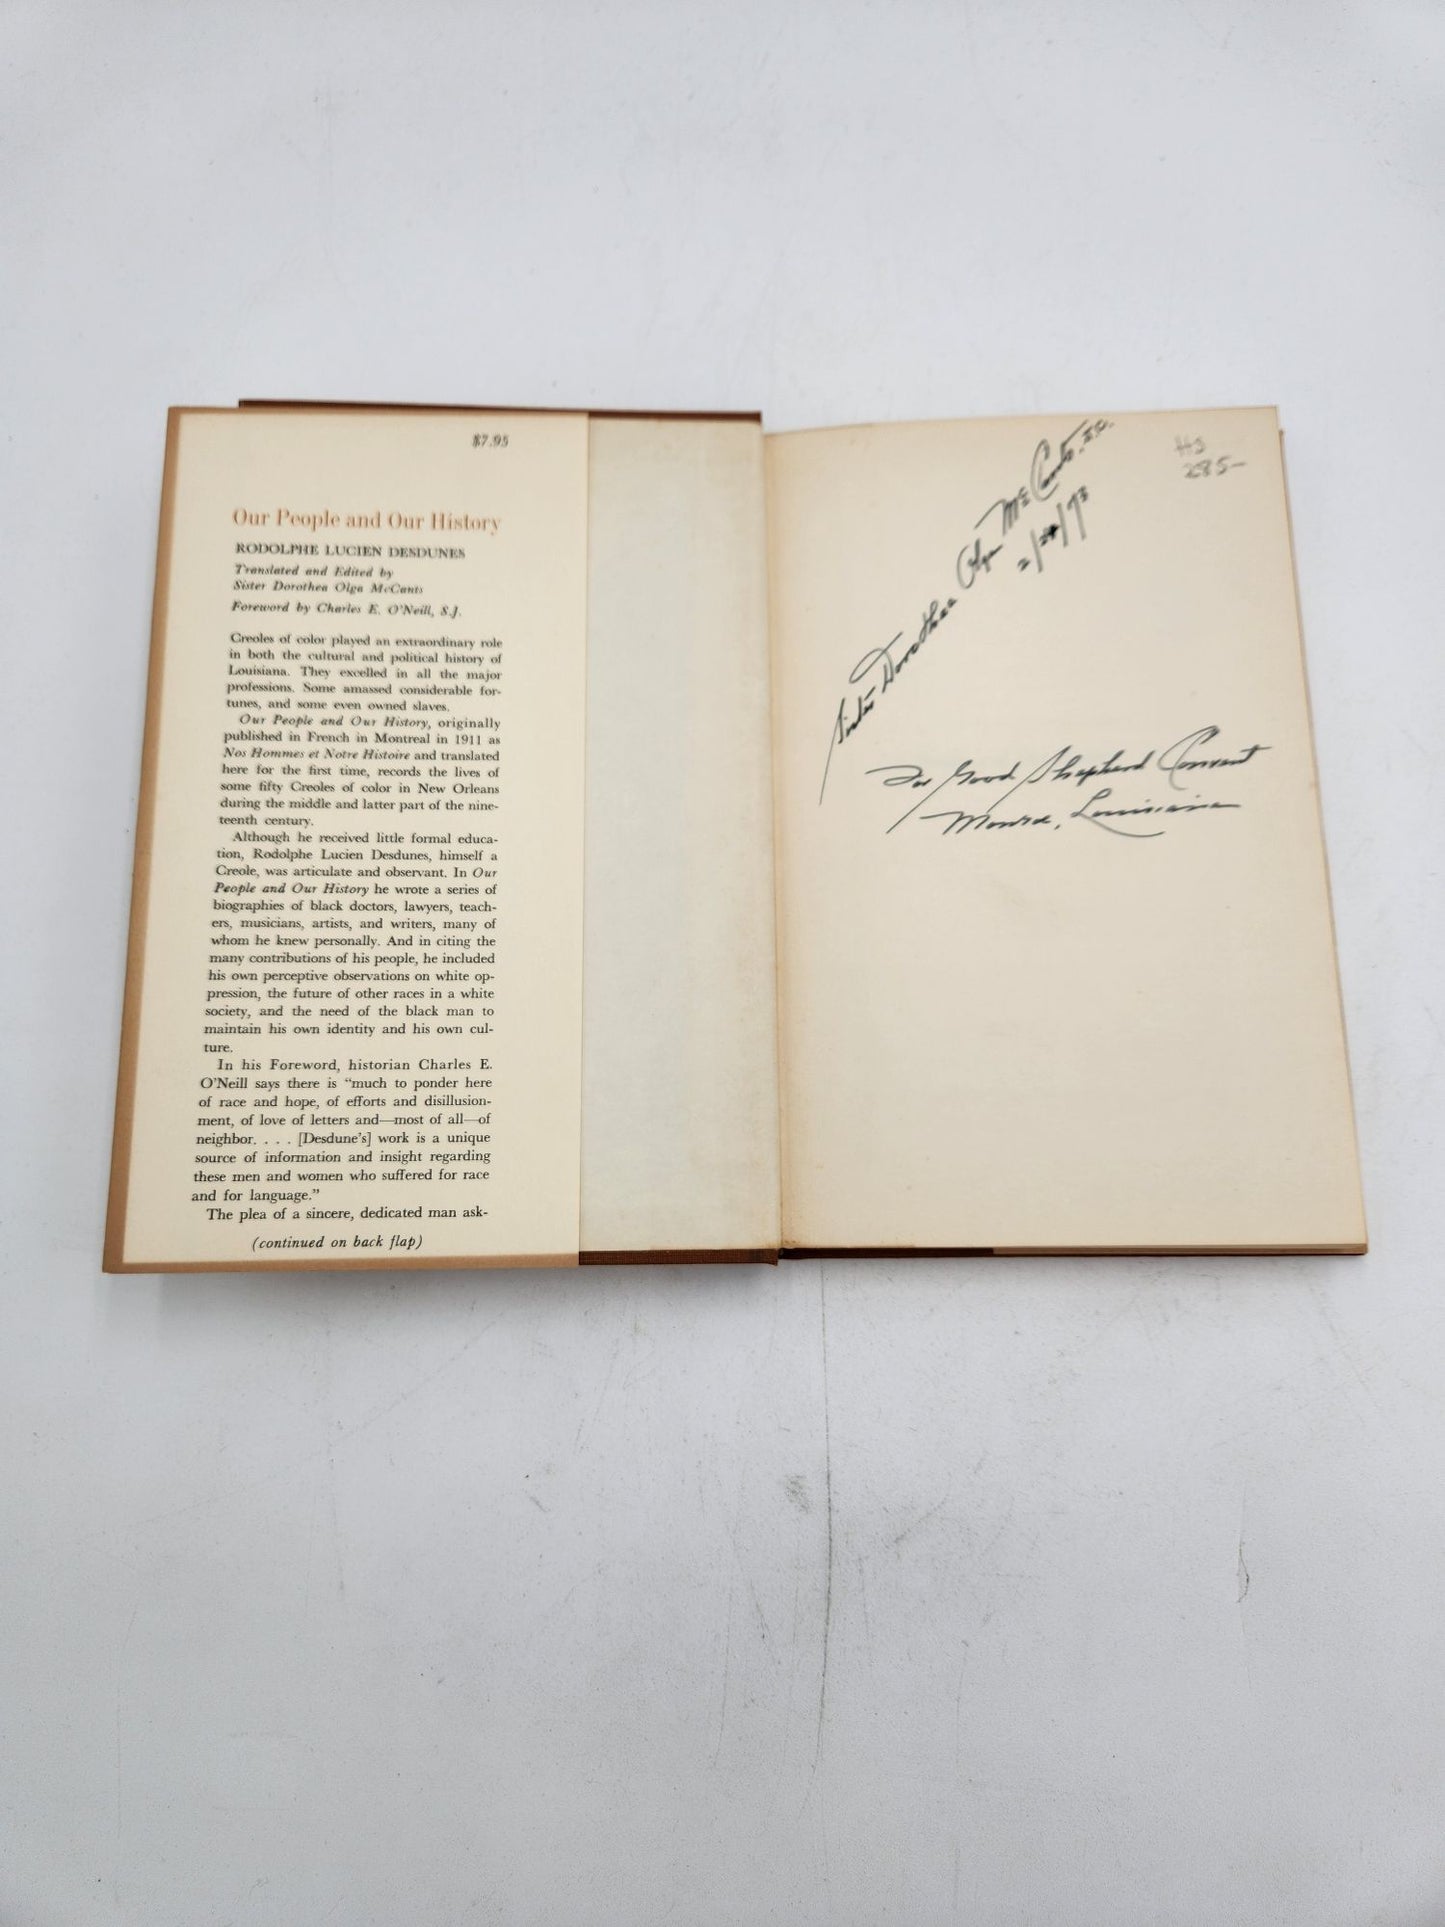 $7.95
Our People and Our History
RODOLPHE LUCIEN DESDUNES
Translated and Edited by
Sister Dorothea Olga McCants
Foreword by Charles E. O'Neill, S.J.
Creoles of color played an extraordinary role
in both the cultural and political history of
Louisiana. They excelled in all the major
professions. Some amassed considerable for-
tunes, and some even owned slaves.
Our People and Our History, originally
published in French in Montreal in 1911 as
Nos Hommes et Notre Histoire and translated
here for the first time, records the lives of
some fifty Creoles of color in New Orleans
during the middle and latter part of the nine-
teenth century.
Although he received little formal educa-
tion, Rodolphe Lucien Desdunes, himself a
Creole, was articulate and observant. In Our
People and Our History he wrote a series of
biographies of black doctors, lawyers, teach-
ers, musicians, artists, and writers, many of
whom he knew personally. And in citing the
many contributions of his people, he included
his own perceptive observations on white op-
pression, the future of other races in a white
society, and the need of the black man to
maintain his own identity and his own cul-
ture.
In his Foreword, historian Charles E.
O'Neill says there is "much to ponder here
of race and hope, of efforts and disillusion-
ment, of love of letters and—most of all—of
neighbor. . . . [Desdune's] work is a unique
source of information and insight regarding
these men and women who suffered for race
and for language."
The plea of a sincere, dedicated man ask-
(continued on back flap)
Sister Dorothea Olga McCants
285-
Good Shepherd Convent
Monroe, Louisiana